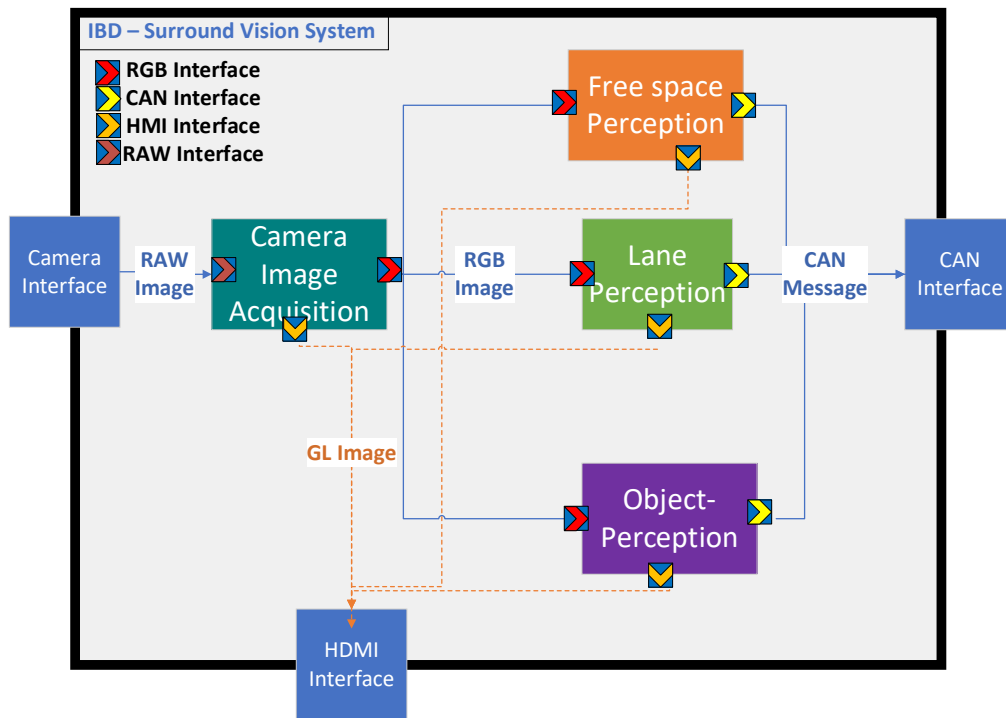 IBD – Surround Vision System
RGB Interface
CAN Interface
HMI Interface
RAW Interface
Free space
Perception
Camera
Interface
RAW
Image
Camera
Image
Acquisition
RGB
Image
Lane
Perception
CAN
Message
CAN
Interface
GL Image
Object-
Perception
HDMI
Interface